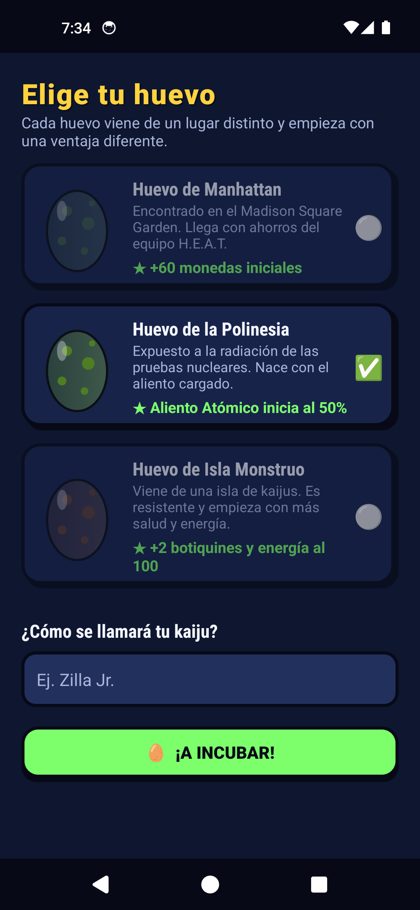 7:34
Elige tu huevo
Cada huevo viene de un lugar distinto y empieza con
una ventaja diferente.
Huevo de Manhattan
Encontrado en el Madison Square
Garden. Llega con ahorros del
equipo H.E.A.T.
★ +60 monedas iniciales
Huevo de la Polinesia
Expuesto a la radiación de las
pruebas nucleares. Nace con el
aliento cargado.
★ Aliento Atómico inicia al 50%
Huevo de Isla Monstruo
Viene de una isla de kaijus. Es
resistente y empieza con más
salud y energía.
★ +2 botiquines y energía al
100
¿Cómo se llamará tu kaiju?
Ej. Zilla Jr.
¡A INCUBAR!